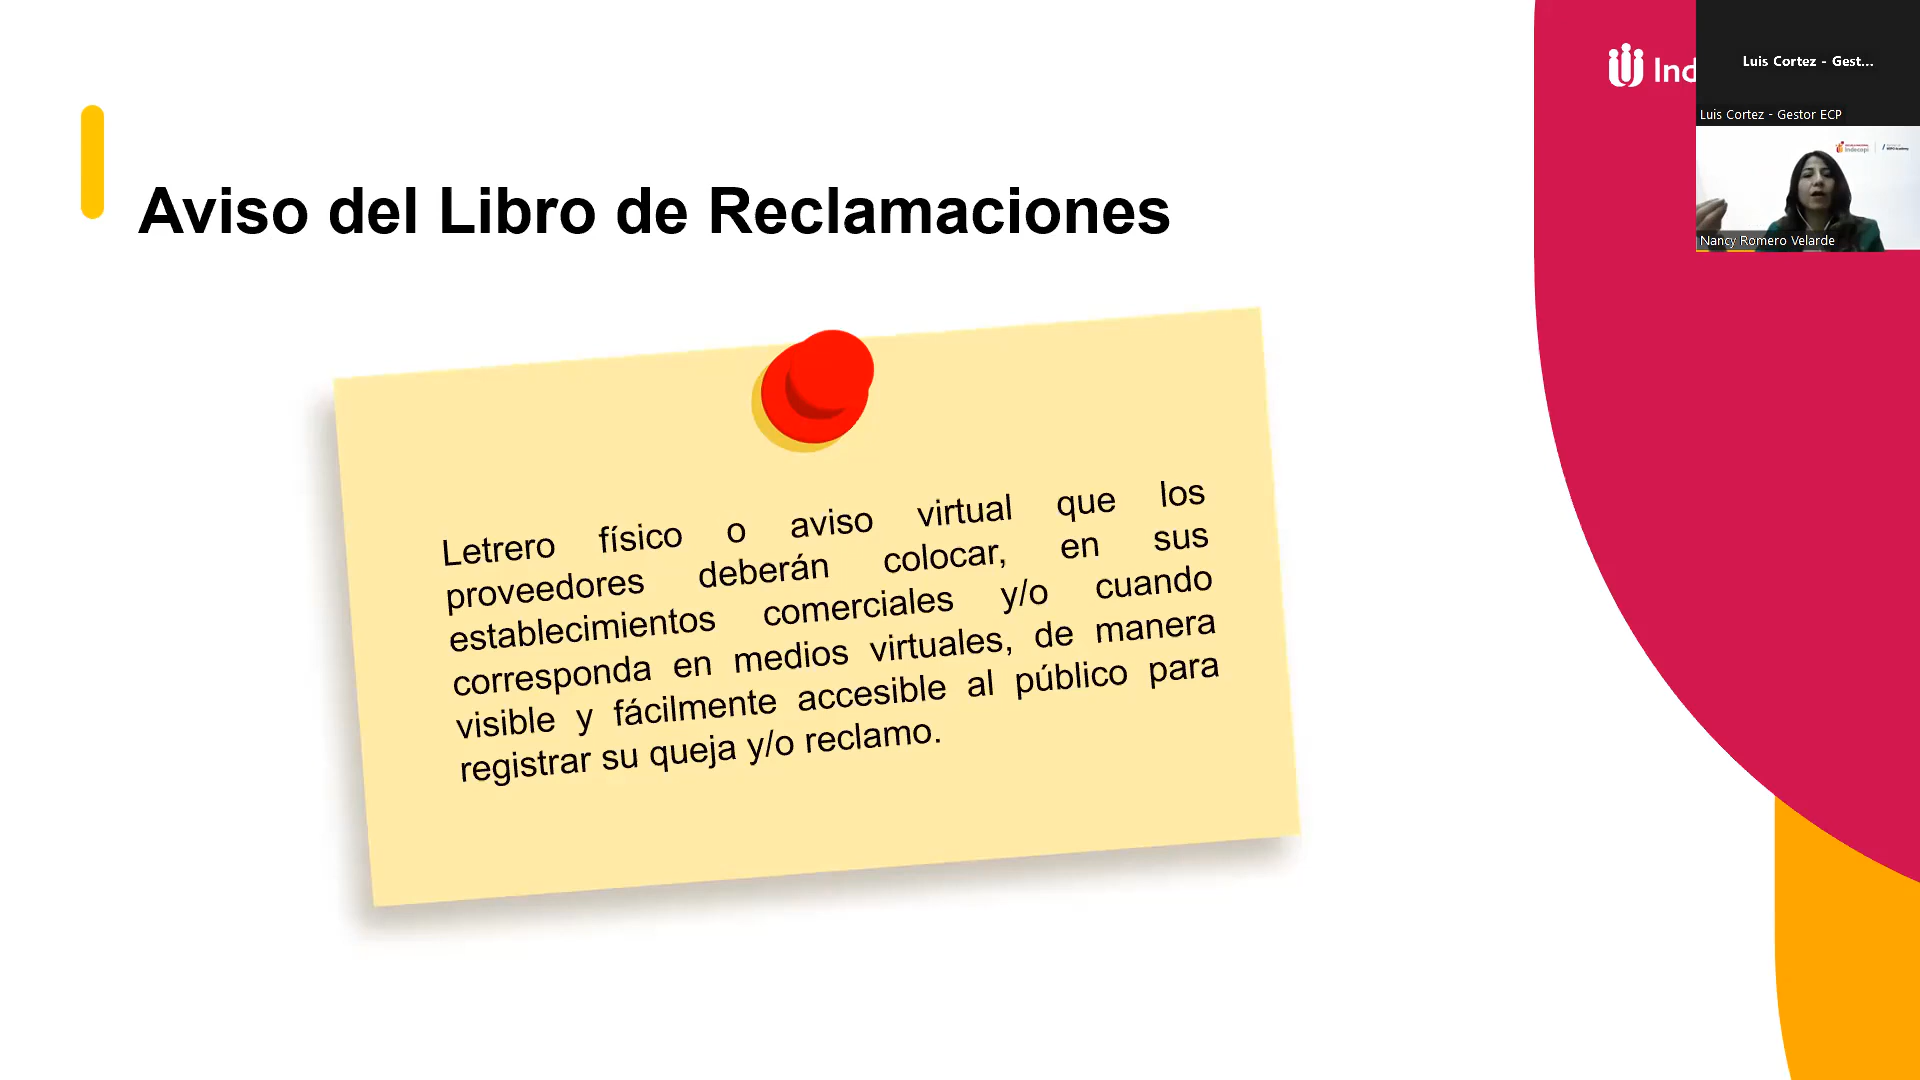 Aviso del Libro de Reclamaciones
Letrero físico o aviso virtual que los
proveedores deberán colocar, en sus
establecimientos comerciales y/o cuando
corresponda en medios virtuales, de manera
visible y fácilmente accesible al público para
registrar su queja y/o reclamo.
Ind
Luis Cortez - Gest...
Luis Cortez - Gestor ECP
indecopi
Nancy Romero Velarde